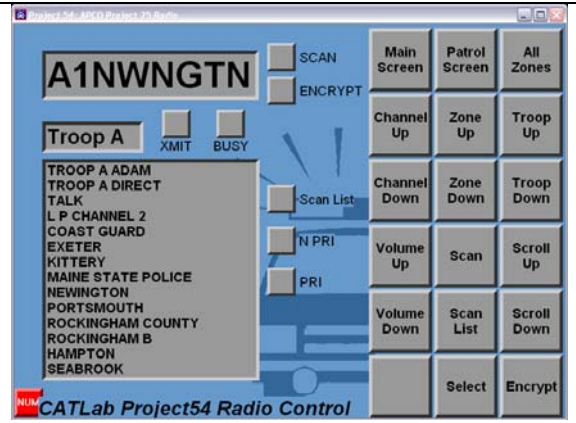 Project 54: APCO Project 25 Radio
A1NWNGTN
SCAN
ENCRYPT
Troop A
XMIT
BUSY
TROOP A ADAM
TROOP A DIRECT
TALK
L P CHANNEL 2
COAST GUARD
EXETER
KITTERY
MAINE STATE POLICE
NEWINGTON
PORTSMOUTH
ROCKINGHAM COUNTY
ROCKINGHAM B
HAMPTON
SEABROOK
Scan List
N PRI
PRI
Main
Screen
Patrol
Screen
All
Zones
Channel
Up
Zone
Up
Troop
Up
Channel
Down
Zone
Down
Troop
Down
Volume
Up
Scan
Scroll
Up
Volume
Down
Scan
List
Scroll
Down
Select
Encrypt
NUM
CATLab Project54 Radio Control